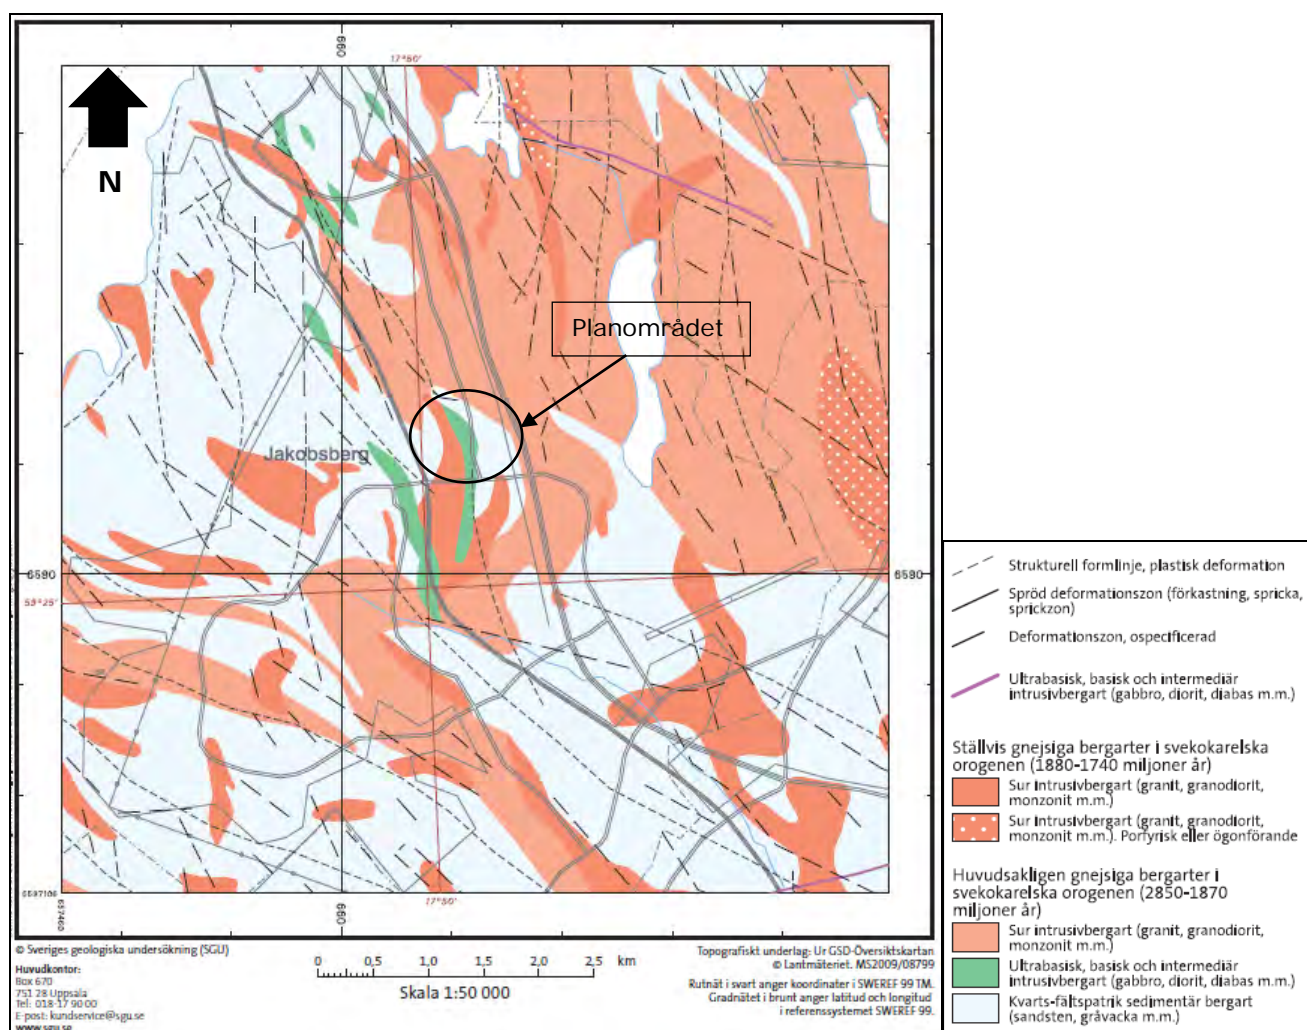 660
17°50'
N
Planområdet
Jakobsberg
6590
6590
59°25'
6587106
657460
660
17°50'
© Sveriges geologiska undersökning (SGU)
Huvudkontor:
Box 670
751 28 Uppsala
Tel: 018-17 90 00
E-post: kundservice@sgu.se
www.sgu.se
0 0,5 1,0 1,5 2,0 2,5 km
Skala 1:50 000
Topografiskt underlag: Ur GSD-Översiktskartan
© Lantmäteriet. MS2009/08799
Rutnät i svart anger koordinater i SWEREF 99 TM.
Gradnätet i brunt anger latitud och longitud
i referenssystemet SWEREF 99.
Strukturell formlinje, plastisk deformation
Spröd deformationszon (förkastning, spricka,
sprickzon)
Deformationszon, ospecificerad
Ultrabasisk, basisk och intermediär
intrusivbergart (gabbro, diorit, diabas m.m.)
Ställvis gnejsiga bergarter i svekokarelska
orogenen (1880-1740 miljoner år)
Sur intrusivbergart (granit, granodiorit,
monzonit m.m.)
Sur intrusivbergart (granit, granodiorit,
monzonit m.m.). Porfyrisk eller ögonförande
Huvudsakligen gnejsiga bergarter i
svekokarelska orogenen (2850-1870
miljoner år)
Sur intrusivbergart (granit, granodiorit,
monzonit m.m.)
Ultrabasisk, basisk och intermediär
intrusivbergart (gabbro, diorit, diabas m.m.)
Kvarts-fältspatrik sedimentär bergart
(sandsten, gråvacka m.m.)